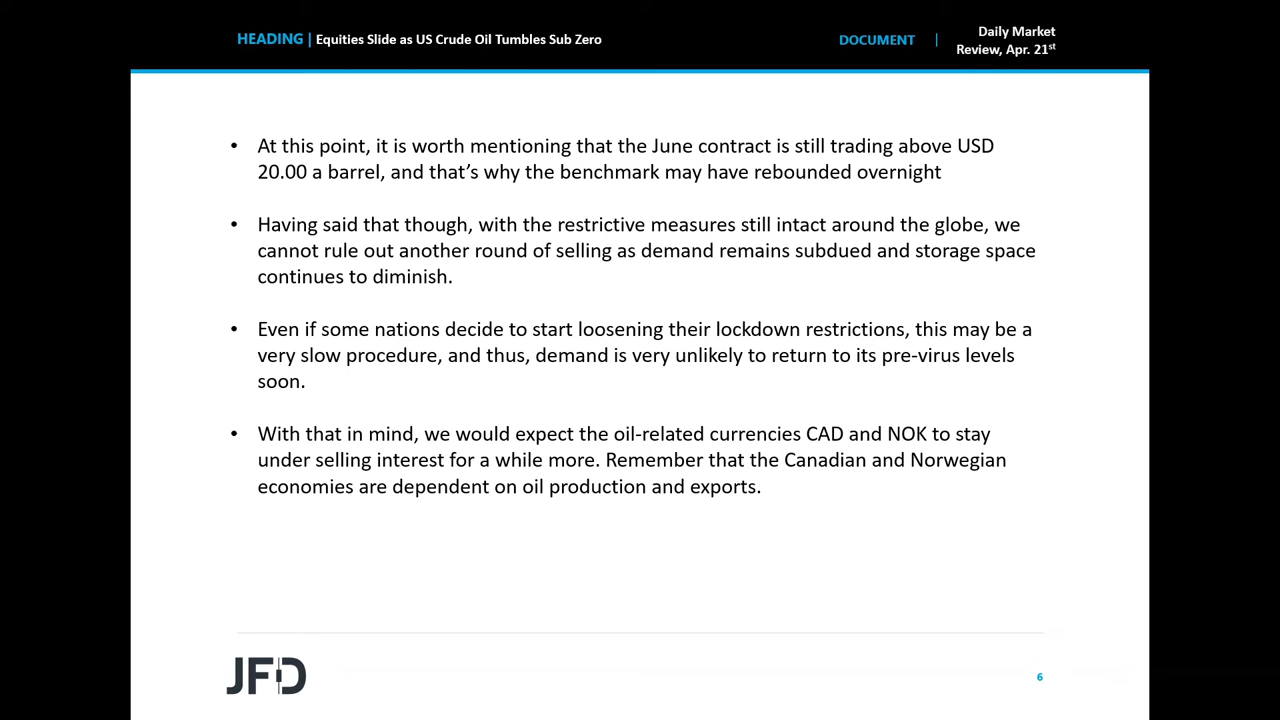 HEADING | Equities Slide as US Crude Oil Tumbles Sub Zero
DOCUMENT | Daily Market
Review, Apr. 21st
• At this point, it is worth mentioning that the June contract is still trading above USD
20.00 a barrel, and that’s why the benchmark may have rebounded overnight
• Having said that though, with the restrictive measures still intact around the globe, we
cannot rule out another round of selling as demand remains subdued and storage space
continues to diminish.
• Even if some nations decide to start loosening their lockdown restrictions, this may be a
very slow procedure, and thus, demand is very unlikely to return to its pre-virus levels
soon.
• With that in mind, we would expect the oil-related currencies CAD and NOK to stay
under selling interest for a while more. Remember that the Canadian and Norwegian
economies are dependent on oil production and exports.
JFD
6